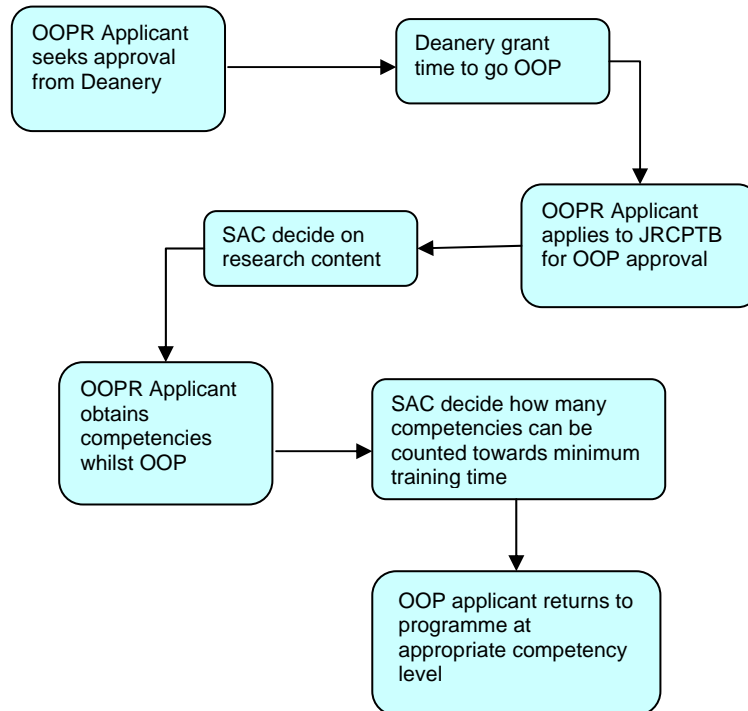 OOPR Applicant
seeks approval
from Deanery
Deanery grant
time to go OOP
OOPR Applicant
applies to JRCPTB
for OOP approval
SAC decide on
research content
OOPR Applicant
obtains
competencies
whilst OOP
SAC decide how many
competencies can be
counted towards minimum
training time
OOP applicant returns to
programme at
appropriate competency
level